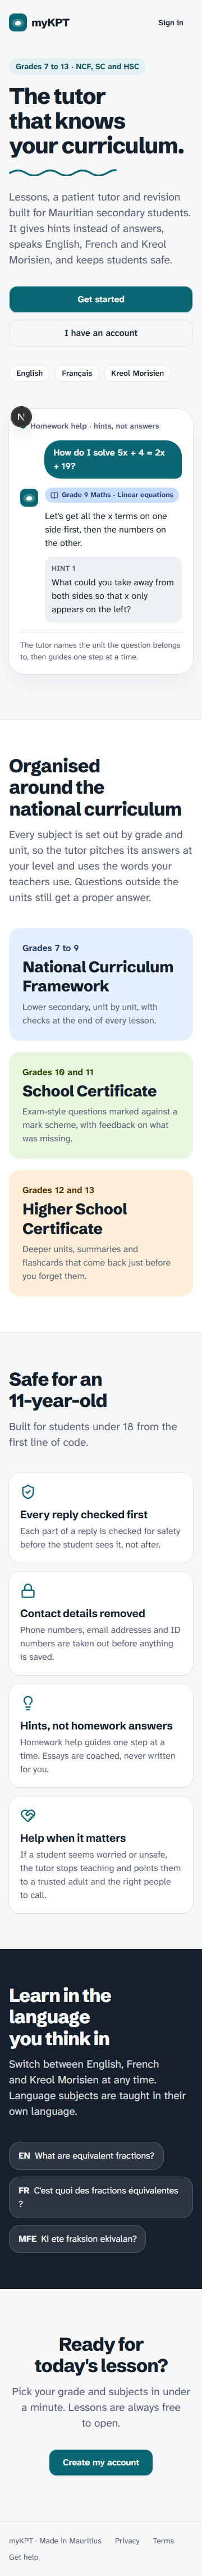 myKPT
Sign in
Grades 7 to 13 · NCF, SC and HSC
The tutor
that knows
your curriculum.
Lessons, a patient tutor and revision
built for Mauritian secondary students.
It gives hints instead of answers,
speaks English, French and Kreol
Morisien, and keeps students safe.
Get started
I have an account
English
Français
Kreol Morisien
N
Homework help · hints, not answers
How do I solve 5x + 4 = 2x
+ 19?
Grade 9 Maths · Linear equations
Let's get all the x terms on one
side first, then the numbers on
the other.
HINT 1
What could you take away from
both sides so that x only
appears on the left?
The tutor names the unit the question belongs
to, then guides one step at a time.
Organised
around the
national curriculum
Every subject is set out by grade and
unit, so the tutor pitches its answers at
your level and uses the words your
teachers use. Questions outside the
units still get a proper answer.
Grades 7 to 9
National Curriculum
Framework
Lower secondary, unit by unit, with
checks at the end of every lesson.
Grades 10 and 11
School Certificate
Exam-style questions marked against a
mark scheme, with feedback on what
was missing.
Grades 12 and 13
Higher School
Certificate
Deeper units, summaries and
flashcards that come back just before
you forget them.
Safe for an
11-year-old
Built for students under 18 from the
first line of code.
Every reply checked first
Each part of a reply is checked for safety
before the student sees it, not after.
Contact details removed
Phone numbers, email addresses and ID
numbers are taken out before anything
is saved.
Hints, not homework answers
Homework help guides one step at a
time. Essays are coached, never written
for you.
Help when it matters
If a student seems worried or unsafe,
the tutor stops teaching and points them
to a trusted adult and the right people
to call.
Learn in the
language
you think in
Switch between English, French
and Kreol Morisien at any time.
Language subjects are taught in their
own language.
EN What are equivalent fractions?
FR C'est quoi des fractions équivalentes
?
MFE Ki ete fraksion ekivalan?
Ready for
today's lesson?
Pick your grade and subjects in under
a minute. Lessons are always free
to open.
Create my account
myKPT · Made in Mauritius
Privacy
Terms
Get help